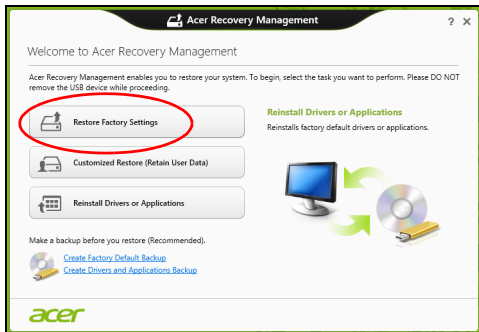 Acer Recovery Management
? ×
Welcome to Acer Recovery Management
Acer Recovery Management enables you to restore your system. To begin, select the task you want to perform. Please DO NOT
remove the USB device while proceeding.
Restore Factory Settings
Customized Restore (Retain User Data)
Reinstall Drivers or Applications
Reinstall Drivers or Applications
Reinstalls factory default drivers or applications.
Make a backup before you restore (Recommended).
Create Factory Default Backup
Create Drivers and Applications Backup
acer